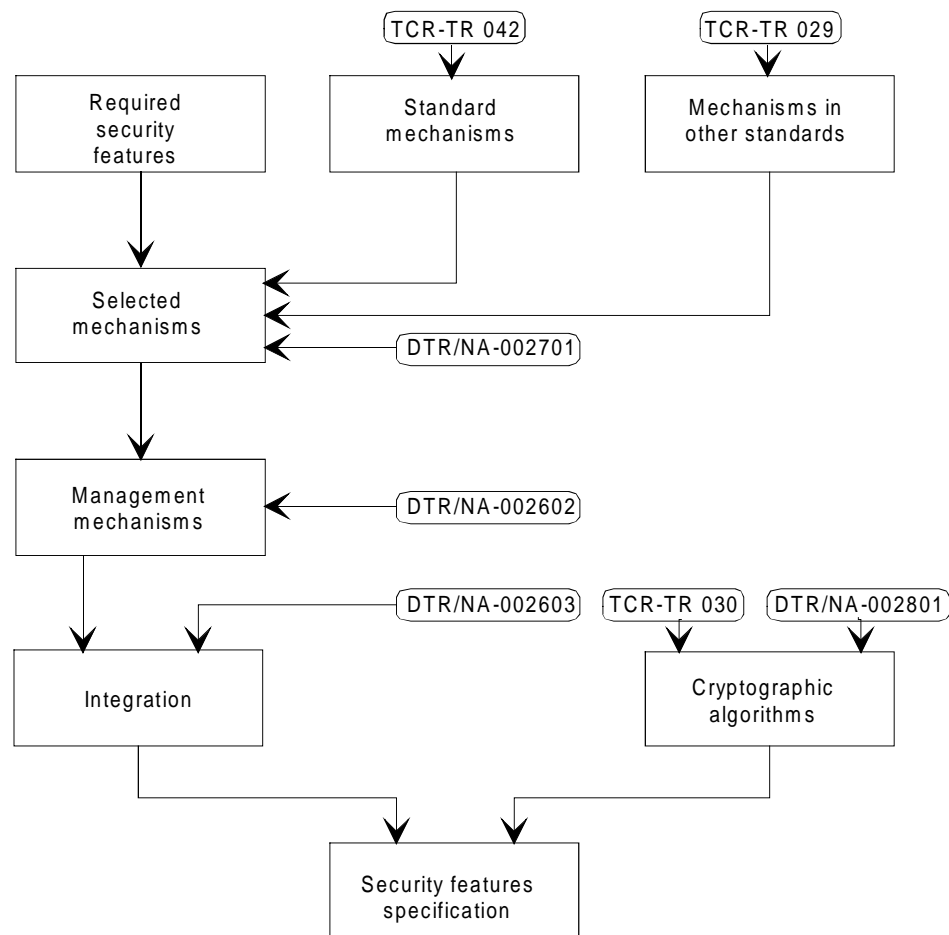 TCR-TR 042
TCR-TR 029
Required
security
features
Standard
mechanisms
Mechanisms in
other standards
Selected
mechanisms
DTR/NA-002701
Management
mechanisms
DTR/NA-002602
DTR/NA-002603
TCR-TR 030
DTR/NA-002801
Integration
Cryptographic
algorithms
Security features
specification